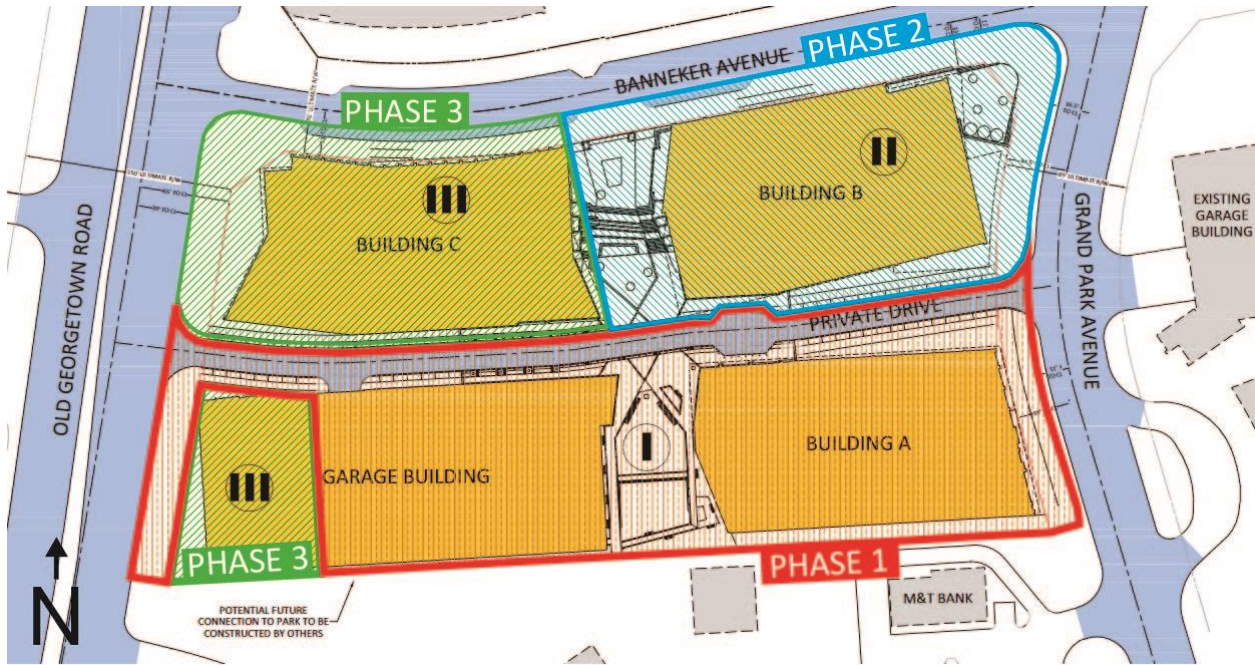 PHASE 2
BANNEKER AVENUE
PHASE 3
II
III
BUILDING B
BUILDING C
OLD GEORGETOWN ROAD
GRAND PARK AVENUE
EXISTING
GARAGE
BUILDING
PRIVATE DRIVE
I
BUILDING A
GARAGE BUILDING
III
PHASE 3
PHASE 1
N
POTENTIAL FUTURE
CONNECTION TO PARK TO BE
CONSTRUCTED BY OTHERS
M&T BANK